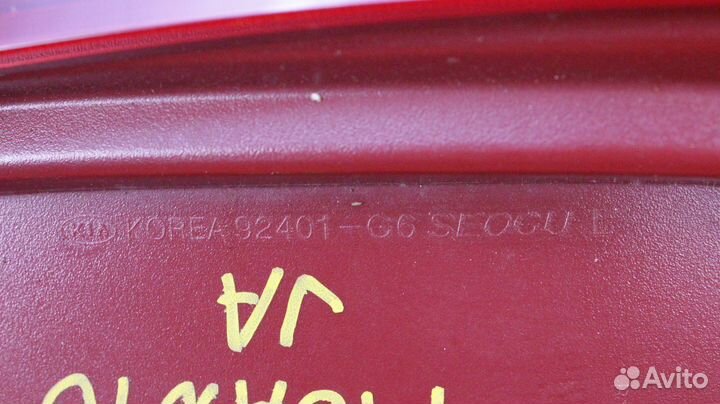 KIA KOREA 92401-G6 SEOGU L
JA
Avito